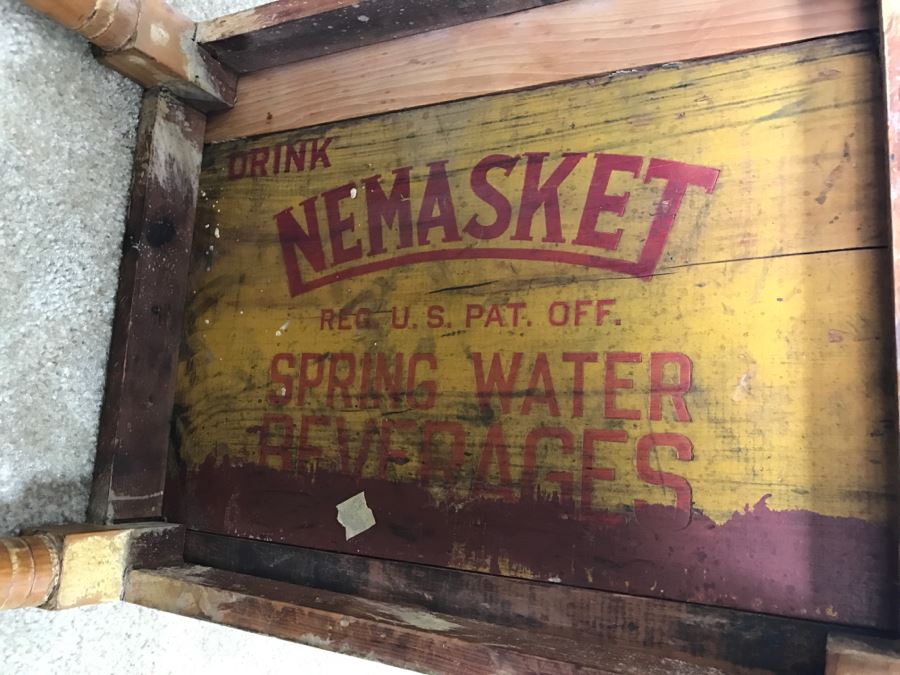 DRINK
NEMASKET
REG. U.S. PAT. OFF.
SPRING WATER
BEVERAGES